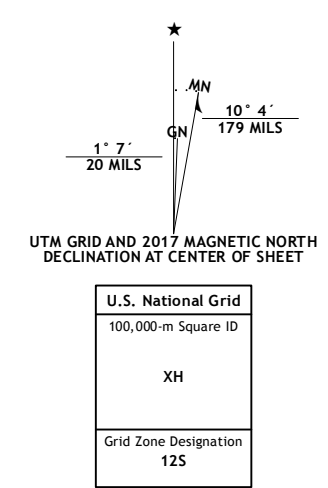 ★
MN
GN
10° 4´
179 MILS
1° 7´
20 MILS
UTM GRID AND 2017 MAGNETIC NORTH
DECLINATION AT CENTER OF SHEET
U.S. National Grid
100,000-m Square ID
XH
Grid Zone Designation
12S